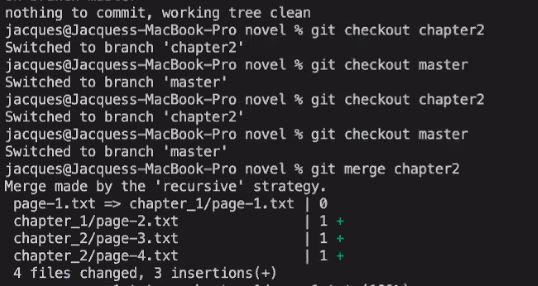 nothing to commit, working tree clean
jacques@Jacquess-MacBook-Pro novel % git checkout chapter2
Switched to branch 'chapter2'
jacques@Jacquess-MacBook-Pro novel % git checkout master
Switched to branch 'master'
jacques@Jacquess-MacBook-Pro novel % git checkout chapter2
Switched to branch 'chapter2'
jacques@Jacquess-MacBook-Pro novel % git checkout master
Switched to branch 'master'
jacques@Jacquess-MacBook-Pro novel % git merge chapter2
Merge made by the 'recursive' strategy.
page-1.txt => chapter_1/page-1.txt | 0
chapter_1/page-2.txt | 1 +
chapter_2/page-3.txt | 1 +
chapter_2/page-4.txt | 1 +
4 files changed, 3 insertions(+)